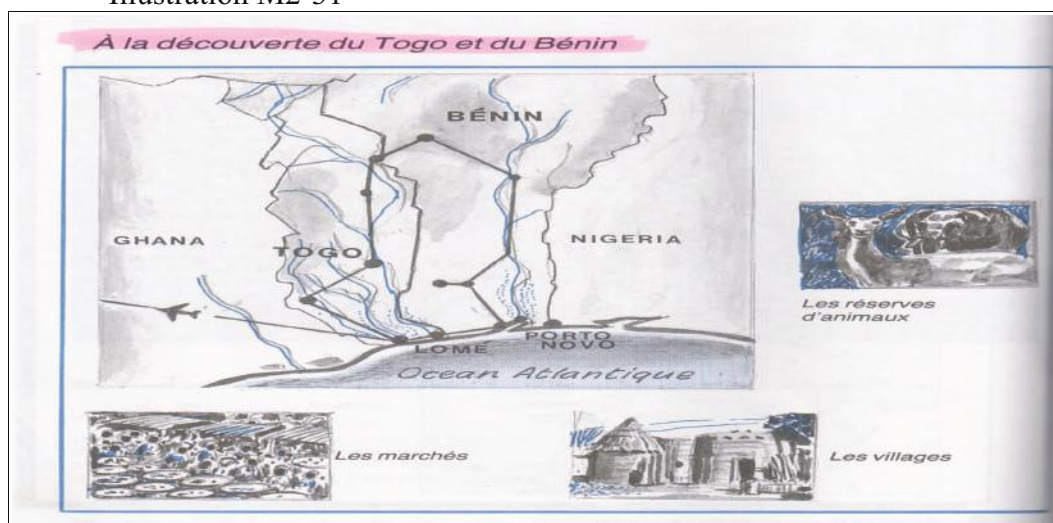 Illustration M2-31
À la découverte du Togo et du Bénin
BÉNIN
GHANA
TOGO
NIGERIA
Les réserves
d'animaux
LOMÉ
PORTO
NOVO
Ocean Atlantique
Les marchés
Les villages